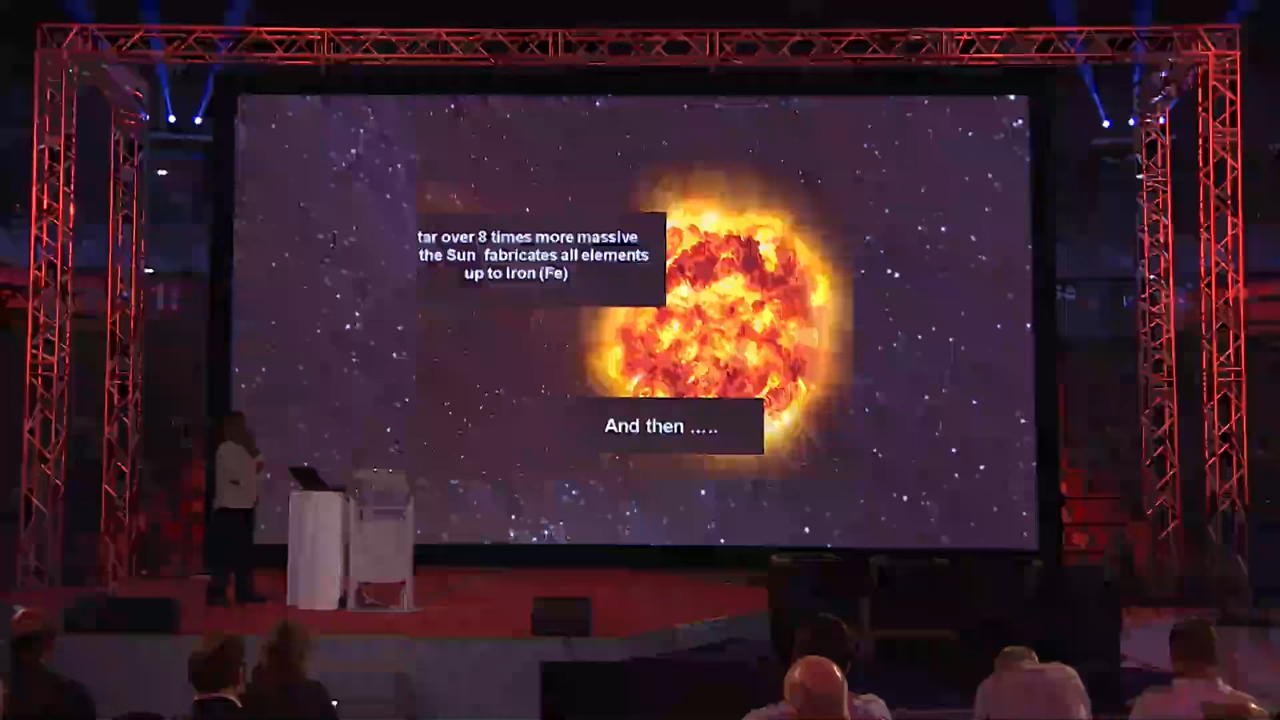 tar over 8 times more massive
the Sun fabricates all elements
up to Iron (Fe)
And then .....